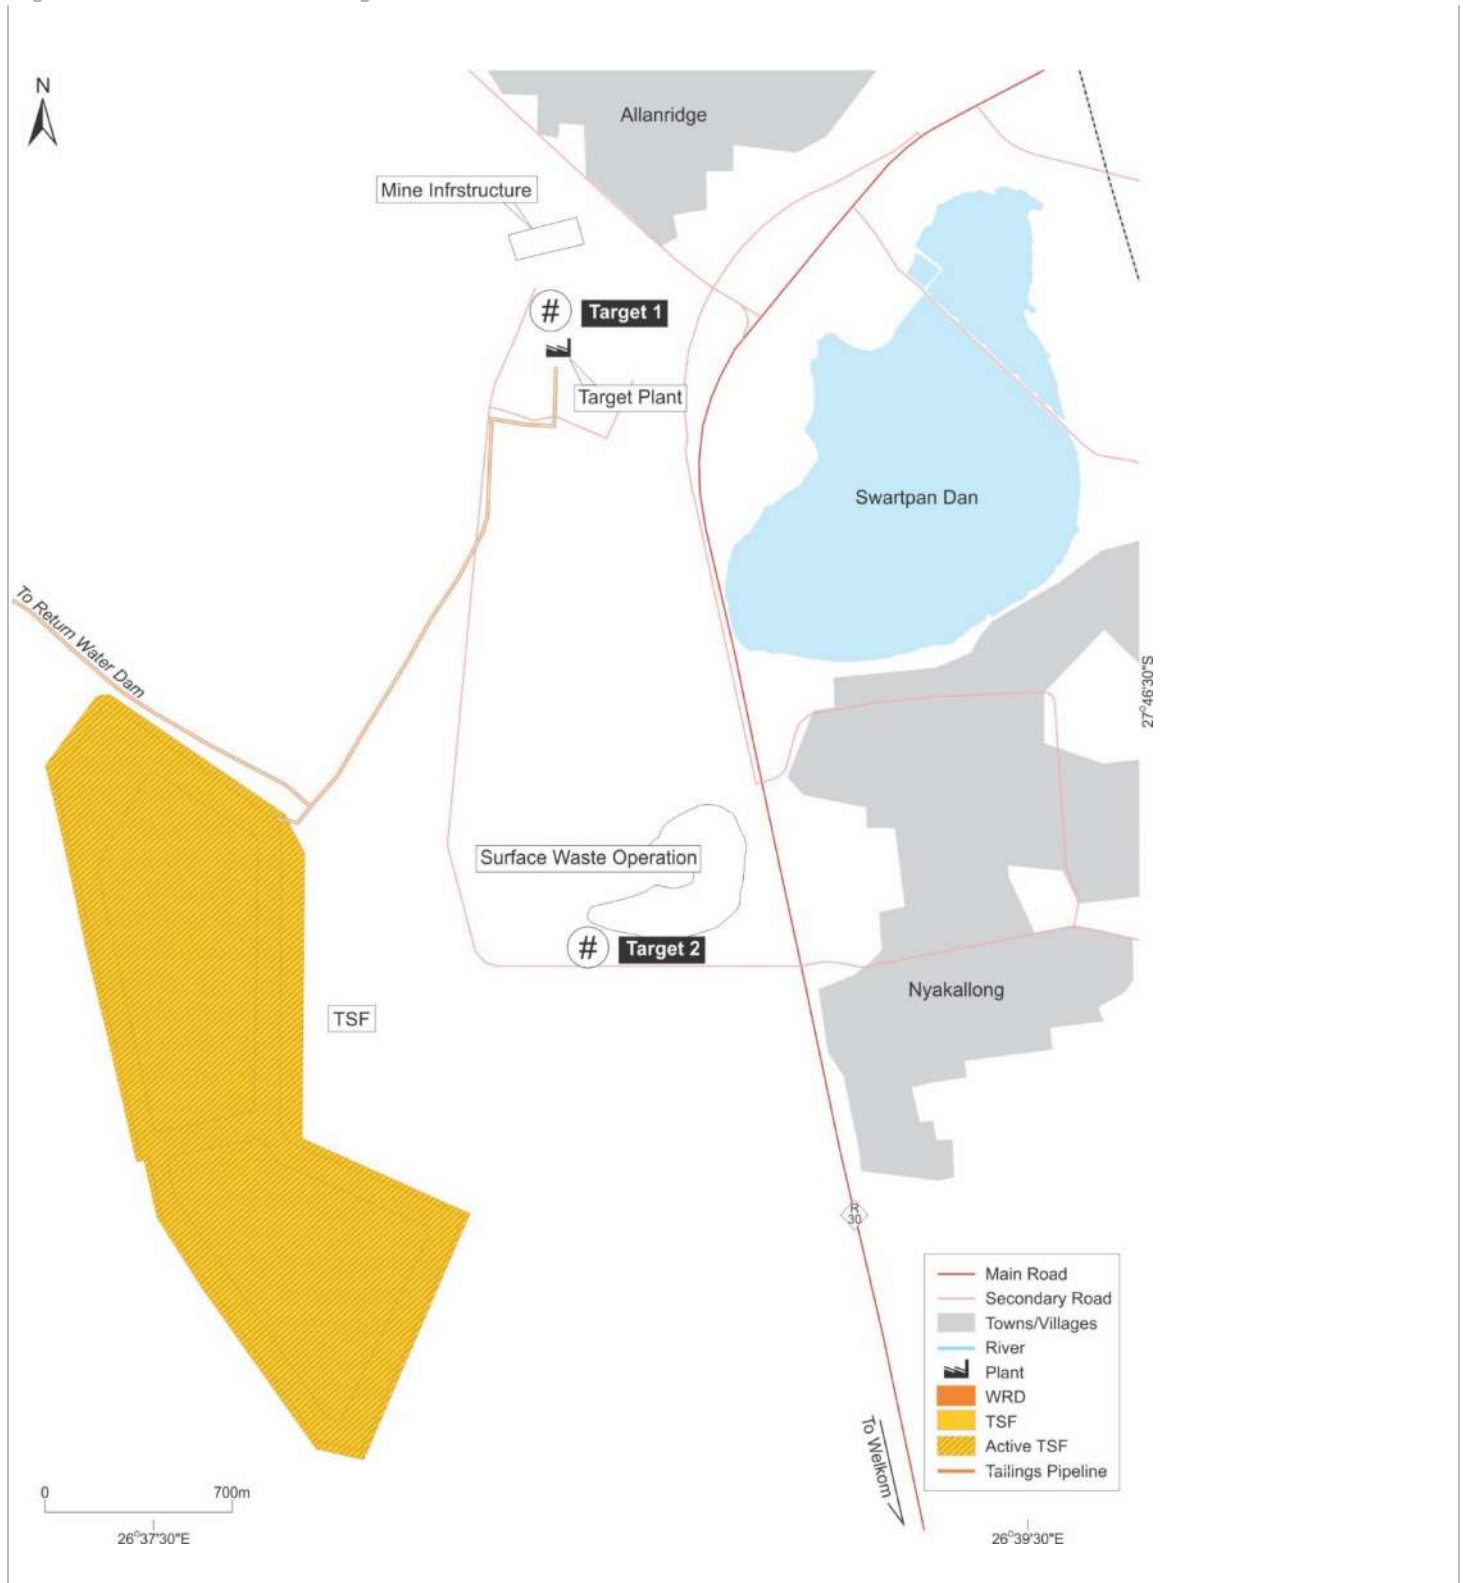 N
Allanridge
Mine Infrstructure
# Target 1
Target Plant
Swartpan Dan
To Return Water Dam
27°46'30"S
Surface Waste Operation
# Target 2
Nyakallong
TSF
R
30
Main Road
Secondary Road
Towns/Villages
River
Plant
WRD
TSF
Active TSF
Tailings Pipeline
To Welkom
0 700m
26°37'30"E
26°39'30"E